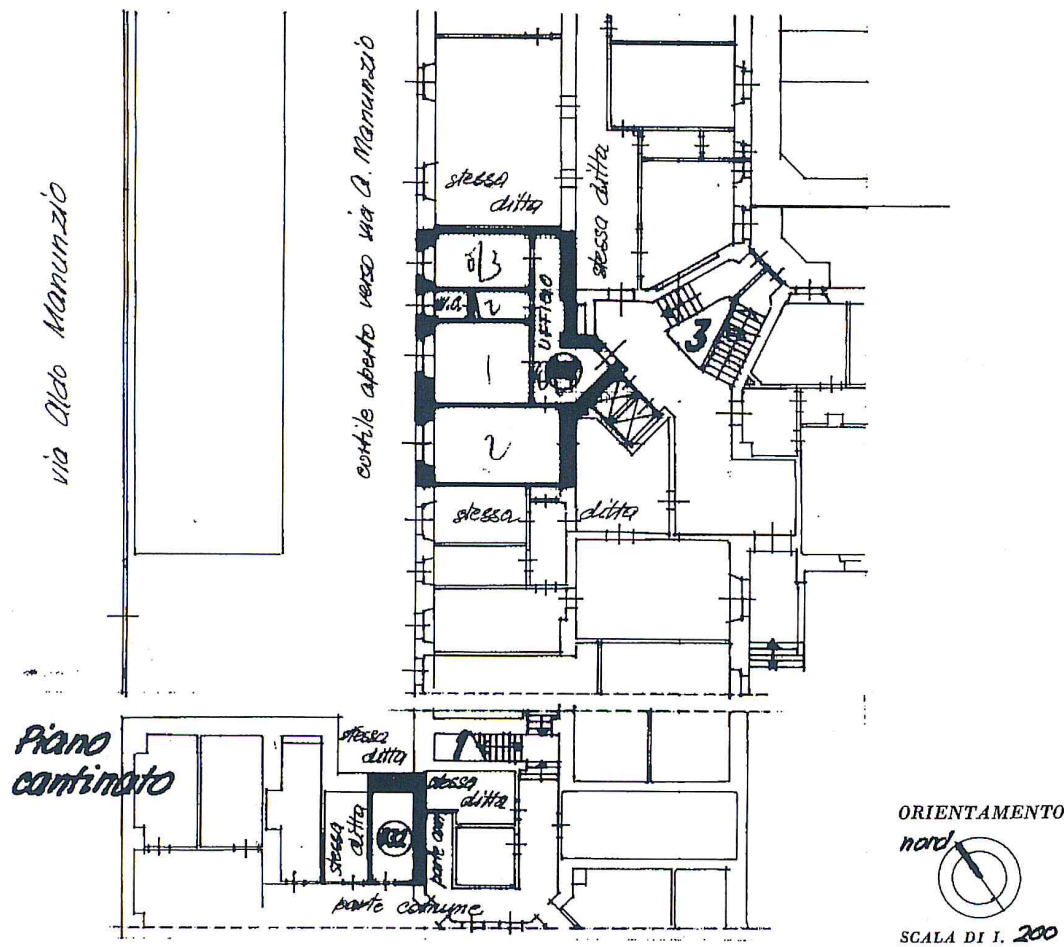 via Aldo Manunzio
cortile aperto verso via A. Manunzio
stessa
ditta
stessa ditta
W.C.
2
UFFICIO
1
3
2
stessa
ditta
Piano
cantinato
stessa
ditta
1
stessa
ditta
stessa
ditta
parte com
parte comune
ORIENTAMENTO
nord
SCALA DI 1. 200